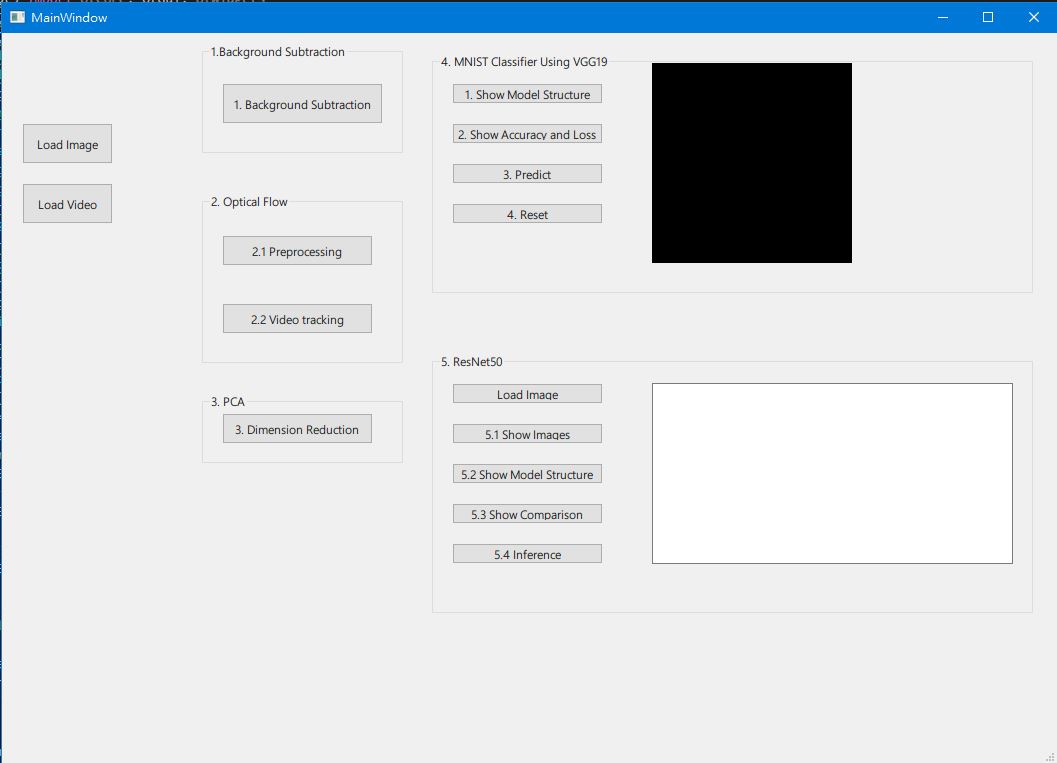 MainWindow
Load Image
Load Video
1.Background Subtraction
1. Background Subtraction
2. Optical Flow
2.1 Preprocessing
2.2 Video tracking
3. PCA
3. Dimension Reduction
4. MNIST Classifier Using VGG19
1. Show Model Structure
2. Show Accuracy and Loss
3. Predict
4. Reset
5. ResNet50
Load Image
5.1 Show Images
5.2 Show Model Structure
5.3 Show Comparison
5.4 Inference